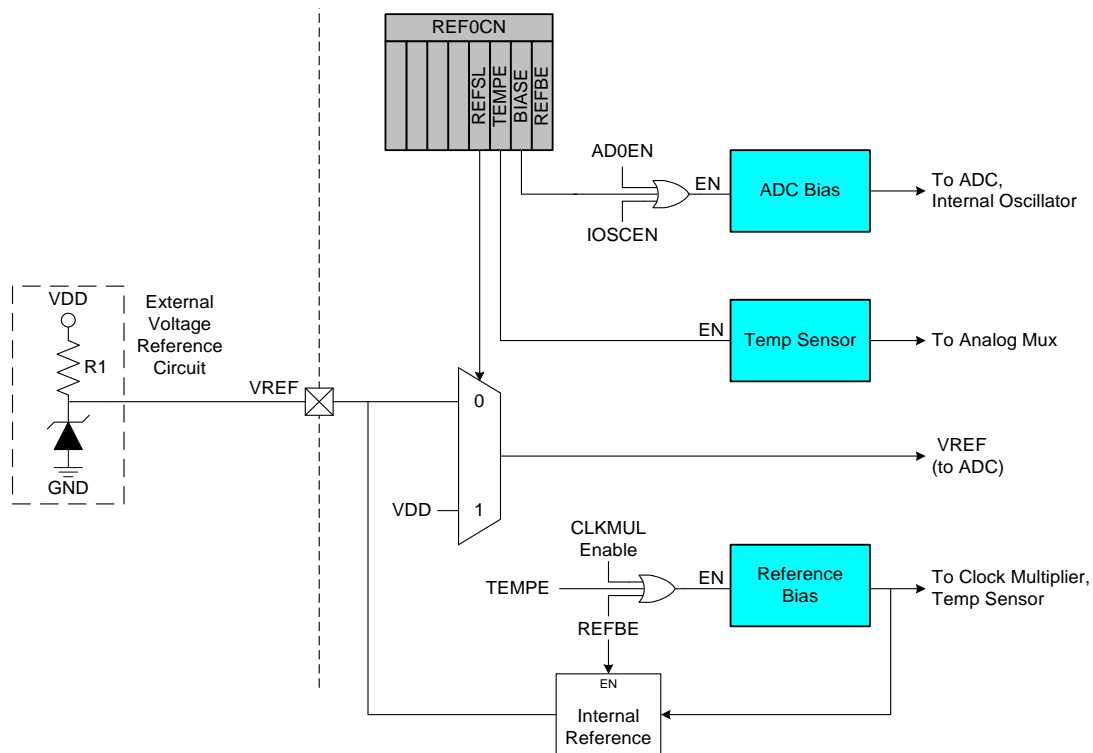 REF0CN
REFSL
TEMPE
BIASE
REFBE
AD0EN
IOSCEN
EN
ADC Bias
To ADC,
Internal Oscillator
VDD
R1
GND
External
Voltage
Reference
Circuit
VREF
EN
Temp Sensor
To Analog Mux
0
1
VDD
VREF
(to ADC)
CLKMUL
Enable
TEMPE
REFBE
EN
Reference
Bias
To Clock Multiplier,
Temp Sensor
EN
Internal
Reference